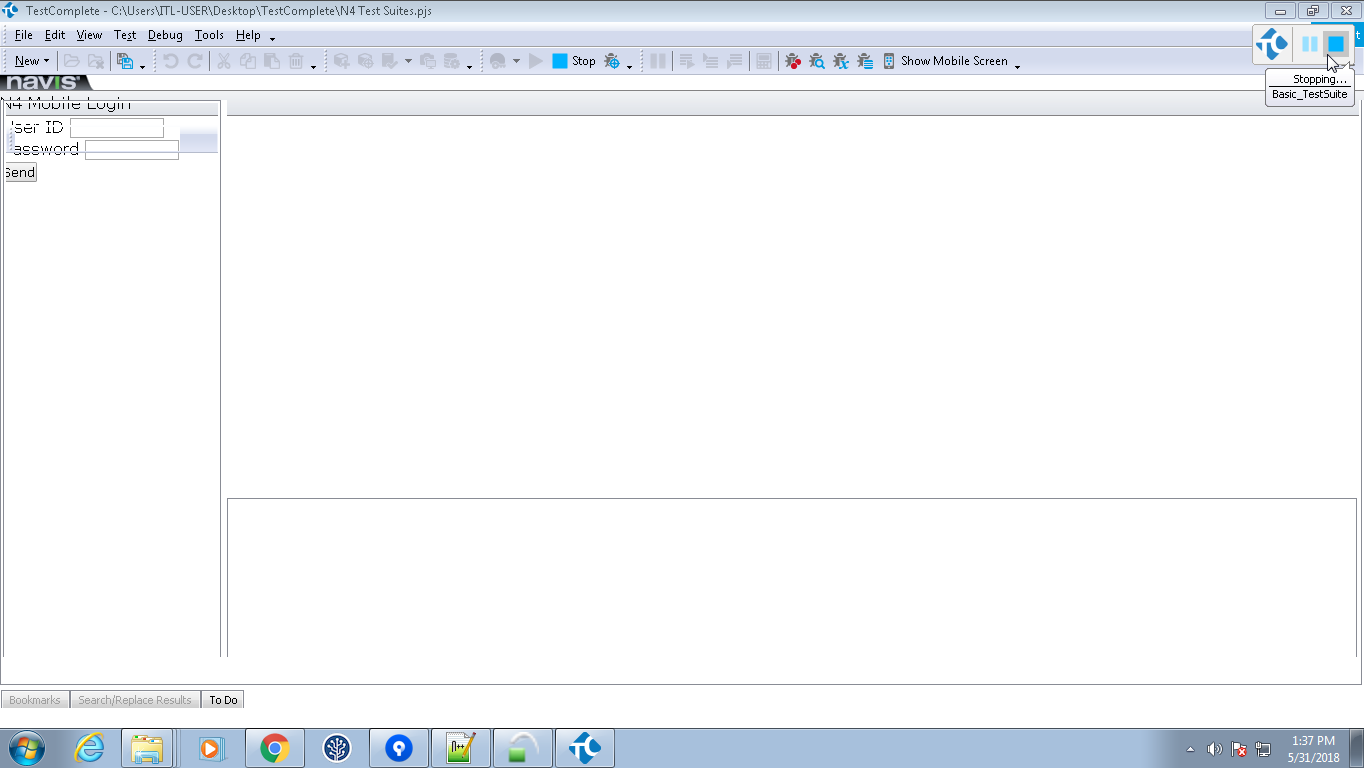 TestComplete - C:\Users\ITL-USER\Desktop\TestComplete\N4 Test Suites.pjs
File Edit View Test Debug Tools Help
New Stop Show Mobile Screen
navis
Stopping...
Basic_TestSuite
N4 Mobile Login
User ID
Password
Send
Bookmarks Search/Replace Results To Do
1:37 PM
5/31/2018